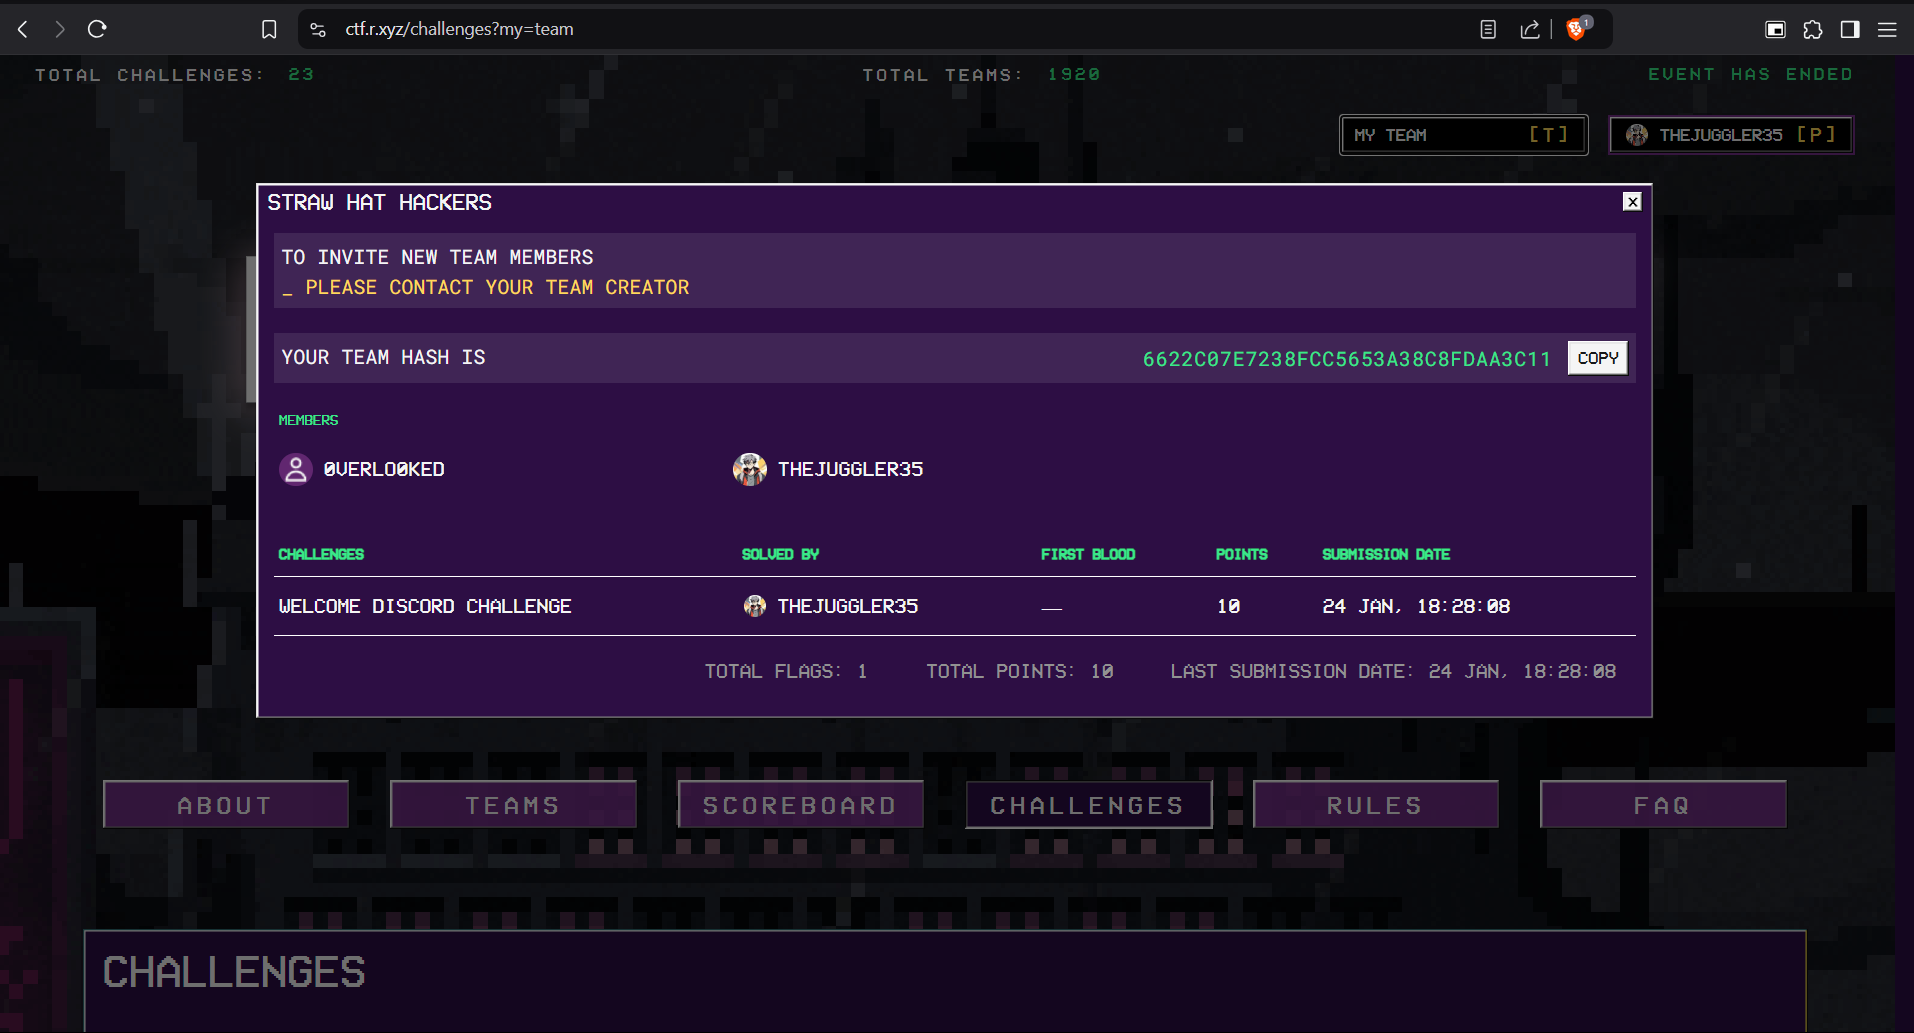 ctf.r.xyz/challenges?my=team
1
TOTAL CHALLENGES: 23
TOTAL TEAMS: 1920
EVENT HAS ENDED
MY TEAM [T]
THEJUGGLER35 [P]
STRAW HAT HACKERS
x
TO INVITE NEW TEAM MEMBERS
_ PLEASE CONTACT YOUR TEAM CREATOR
YOUR TEAM HASH IS 6622C07E7238FCC5653A38C8FDAA3C11 COPY
MEMBERS
0VERLO0KED THEJUGGLER35
CHALLENGES SOLVED BY FIRST BLOOD POINTS SUBMISSION DATE
WELCOME DISCORD CHALLENGE THEJUGGLER35 — 10 24 JAN, 18:28:08
TOTAL FLAGS: 1 TOTAL POINTS: 10 LAST SUBMISSION DATE: 24 JAN, 18:28:08
ABOUT TEAMS SCOREBOARD CHALLENGES RULES FAQ
CHALLENGES